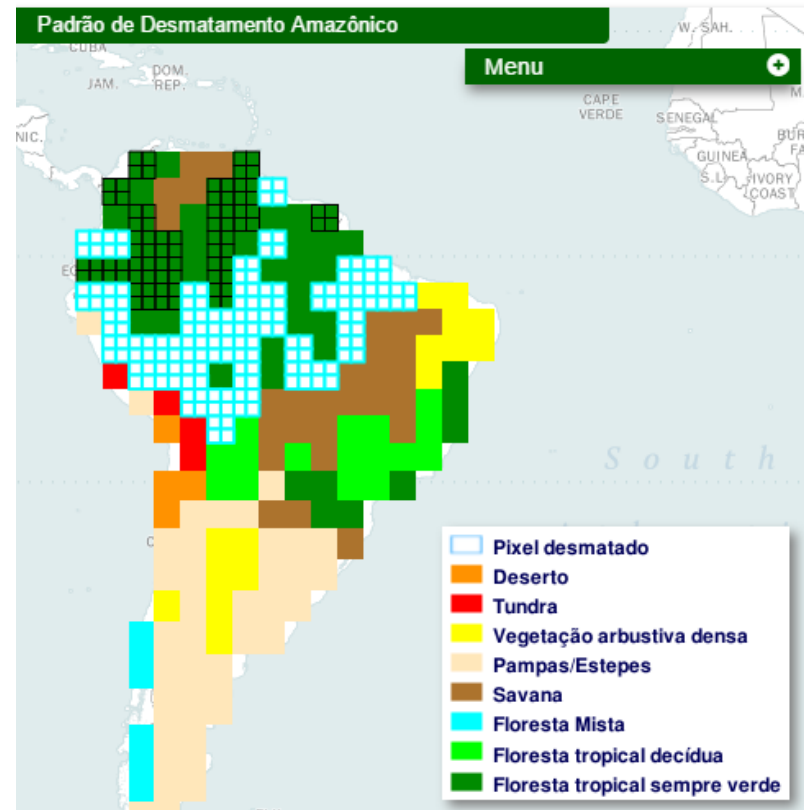 Padrão de Desmatamento Amazônico
W. SAH.
CUBA
Menu
DOM.
REP.
JAM.
CAPE
VERDE
SENEGAL
NIC.
GUINEA
S.L.
IVORY
COAST
South
Pixel desmatado
Deserto
Tundra
Vegetação arbustiva densa
Pampas/Estepes
Savana
Floresta Mista
Floresta tropical decídua
Floresta tropical sempre verde